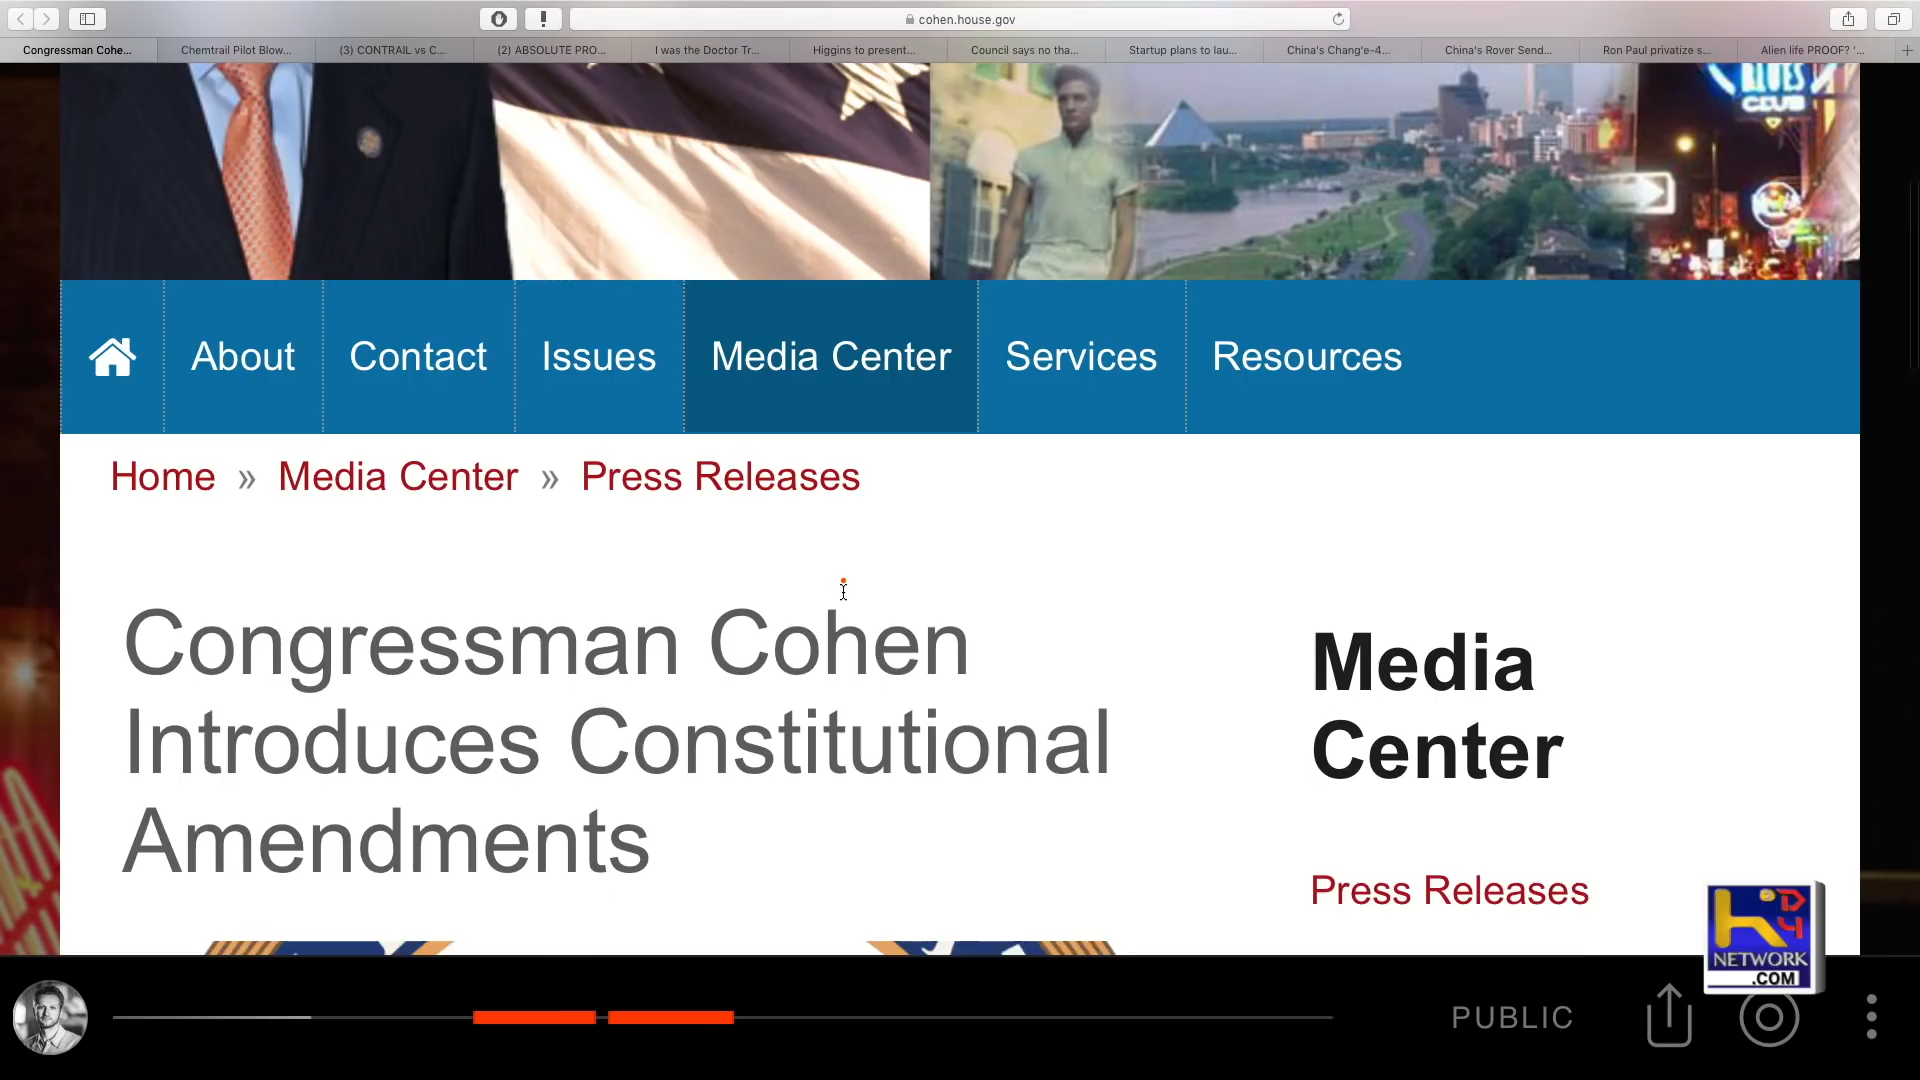 cohen.house.gov
Congressman Cohe...
Chemtrail Pilot Blow...
(3) CONTRAIL vs C...
(2) ABSOLUTE PRO...
I was the Doctor Tr...
Higgins to present...
Council says no tha...
Startup plans to lau...
China's Chang'e-4...
China's Rover Send...
Ron Paul privatize s...
Alien life PROOF? '...
BLUES
CLUB
About
Contact
Issues
Media Center
Services
Resources
Home » Media Center » Press Releases
Congressman Cohen
Introduces Constitutional
Amendments
Media
Center
Press Releases
NETWORK
.COM
PUBLIC